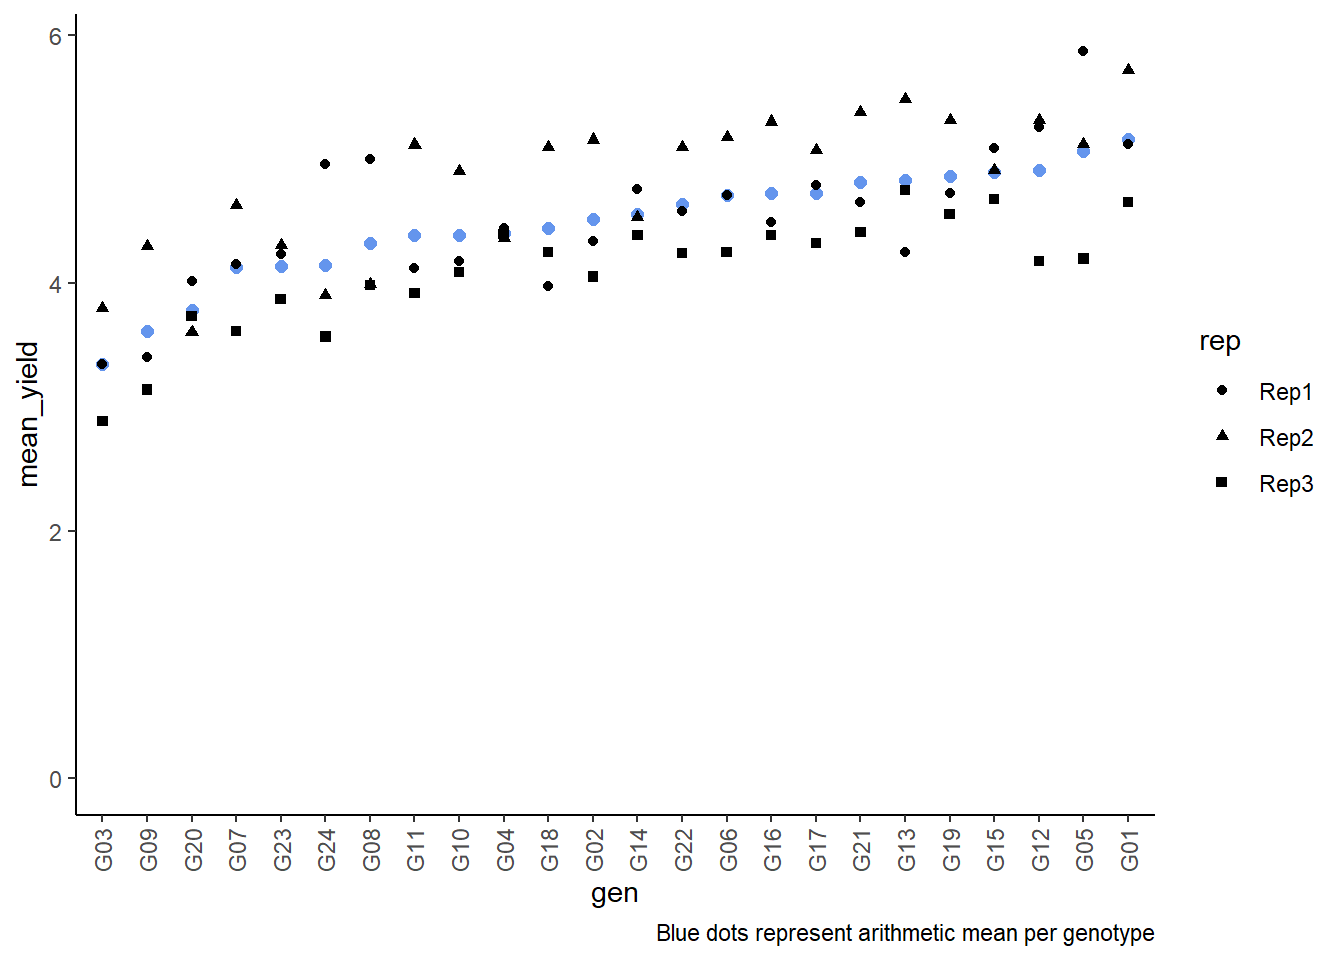 6
4
2
0
mean_yield
G03 G09 G20 G07 G23 G24 G08 G11 G10 G04 G18 G02 G14 G22 G06 G16 G17 G21 G13 G19 G15 G12 G05 G01
gen
rep
Rep1
Rep2
Rep3
Blue dots represent arithmetic mean per genotype